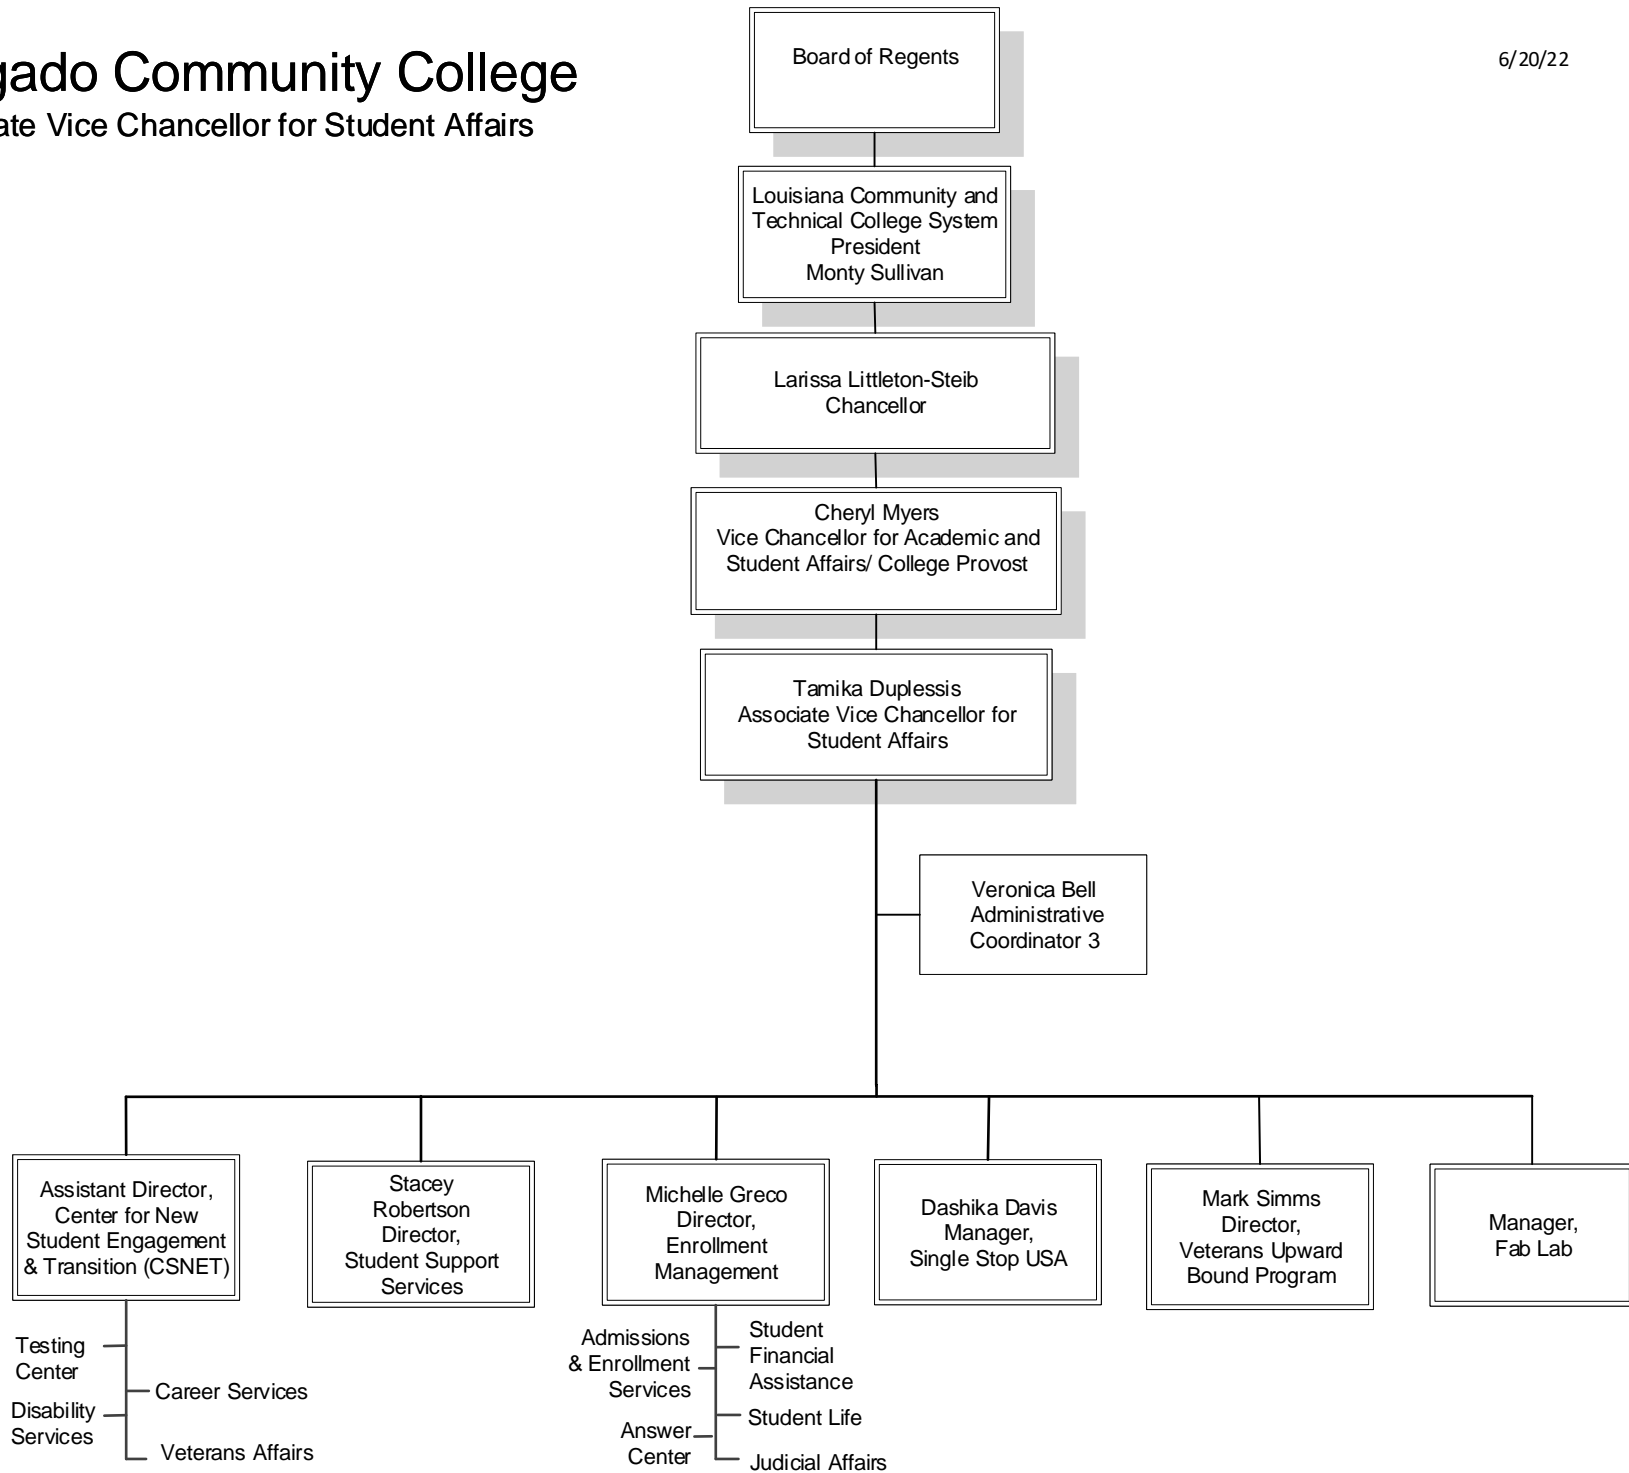 gado Community College
ate Vice Chancellor for Student Affairs
6/20/22
Board of Regents
Louisiana Community and
Technical College System
President
Monty Sullivan
Larissa Littleton-Steib
Chancellor
Cheryl Myers
Vice Chancellor for Academic and
Student Affairs/ College Provost
Tamika Duplessis
Associate Vice Chancellor for
Student Affairs
Veronica Bell
Administrative
Coordinator 3
Assistant Director,
Center for New
Student Engagement
& Transition (CSNET)
Testing
Center
Career Services
Disability
Services
Veterans Affairs
Stacey
Robertson
Director,
Student Support
Services
Michelle Greco
Director,
Enrollment
Management
Admissions
& Enrollment
Services
Student
Financial
Assistance
Student Life
Answer
Center
Judicial Affairs
Dashika Davis
Manager,
Single Stop USA
Mark Simms
Director,
Veterans Upward
Bound Program
Manager,
Fab Lab